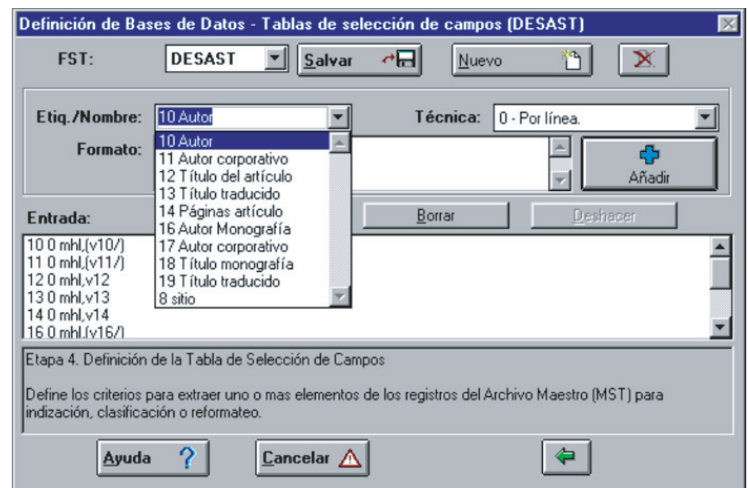 Definición de Bases de Datos - Tablas de selección de campos (DESAST)
FST: DESAST Salvar Nuevo
Etiq./Nombre: 10 Autor Técnica: 0 - Por línea.
Formato:
10 Autor
11 Autor corporativo
12 Título del artículo
13 Título traducido
14 Páginas artículo
16 Autor Monografía
17 Autor corporativo
18 Título monografía
19 Título traducido
8 sitio
Añadir
Entrada: Borrar Deshacer
10 0 mhl,(v10/)
11 0 mhl,(v11/)
12 0 mhl,v12
13 0 mhl,v13
14 0 mhl,v14
16 0 mhl,(v16/)
Etapa 4. Definición de la Tabla de Selección de Campos
Define los criterios para extraer uno o mas elementos de los registros del Archivo Maestro (MST) para
indización, clasificación o reformateo.
Ayuda ? Cancelar